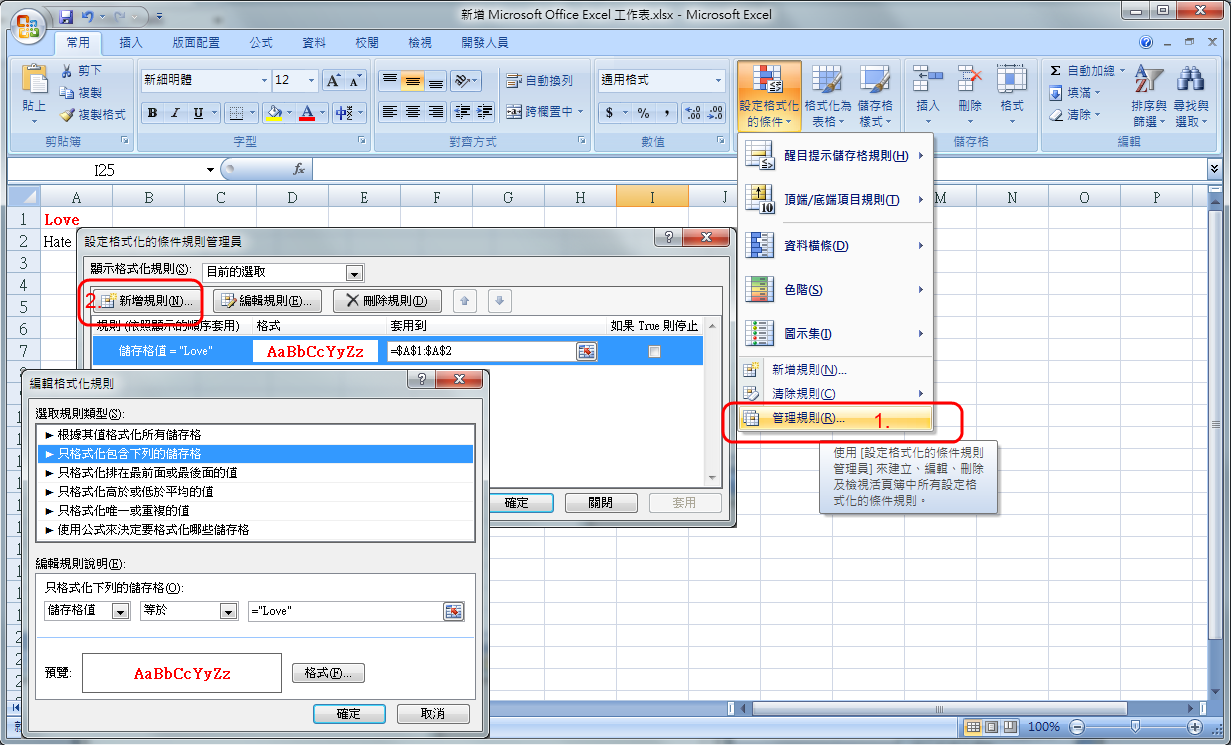 新增 Microsoft Office Excel 工作表.xlsx - Microsoft Excel
常用 插入 版面配置 公式 資料 校閱 檢視 開發人員
貼上 剪下 複製 複製格式
新細明體 12
B I U A 中
自動換列 跨欄置中
通用格式
$ % ,
設定格式化的條件 格式化為表格 儲存格樣式
插入 刪除 格式
Σ 自動加總 填滿 清除
排序與篩選 尋找與選取
剪貼簿 字型 對齊方式 數值 儲存格 編輯
I25 fx
A B C D E F G H I J M N O P
1 Love
2 Hate
3
4
5
6
7
醒目提示儲存格規則(H)
頂端/底端項目規則(T)
資料橫條(D)
色階(S)
圖示集(I)
新增規則(N)...
清除規則(C)
管理規則(R)... 1.
使用 [設定格式化的條件規則
管理員] 來建立、編輯、刪除
及檢視活頁簿中所有設定格
式化的條件規則。
設定格式化的條件規則管理員
顯示格式化規則(S): 目前的選取
2. 新增規則(N)... 編輯規則(E)... 刪除規則(D)
規則 (依照顯示的順序套用) 格式 套用到 如果 True 則停止
儲存格值 = "Love" AaBbCcYyZz =$A$1:$A$2
確定 關閉 套用
編輯格式化規則
選取規則類型(S):
► 根據其值格式化所有儲存格
► 只格式化包含下列的儲存格
► 只格式化排在最前面或最後面的值
► 只格式化高於或低於平均的值
► 只格式化唯一或重複的值
► 使用公式來決定要格式化哪些儲存格
編輯規則說明(E):
只格式化下列的儲存格(O):
儲存格值 等於 ="Love"
預覽: AaBbCcYyZz 格式(F)...
確定 取消
100%